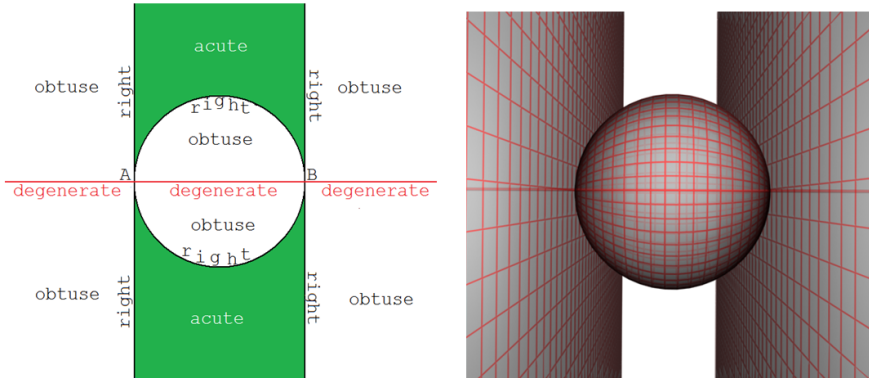 acute
obtuse
right
right
obtuse
right
obtuse
A
B
degenerate
degenerate
degenerate
obtuse
right
obtuse
right
right
obtuse
acute